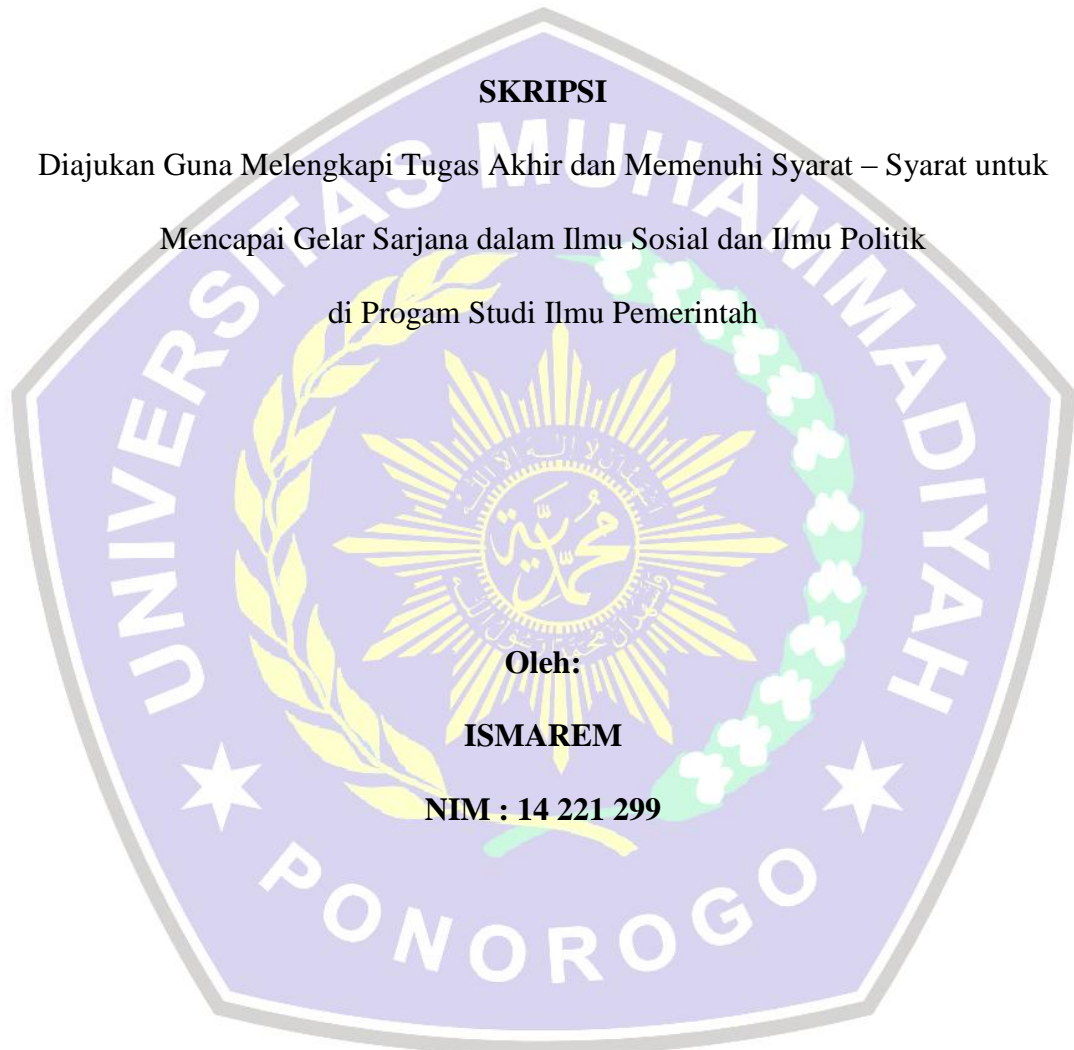 SKRIPSI
Diajukan Guna Melengkapi Tugas Akhir dan Memenuhi Syarat – Syarat untuk
Mencapai Gelar Sarjana dalam Ilmu Sosial dan Ilmu Politik
di Progam Studi Ilmu Pemerintah
UNIVERSITAS MUHAMMADIYAH
محمدية
Oleh:
ISMAREM
NIM : 14 221 299
PONOROGO